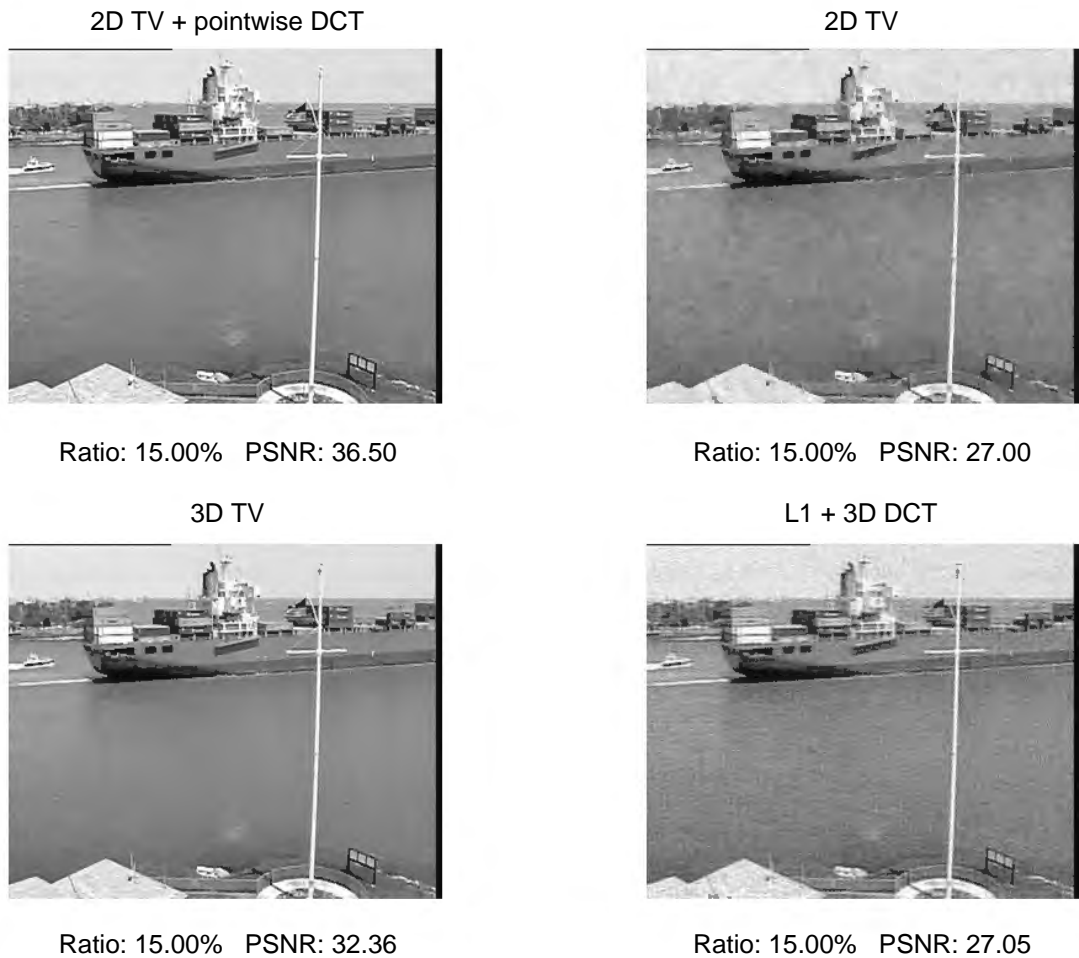 2D TV + pointwise DCT
2D TV
Ratio: 15.00% PSNR: 36.50
Ratio: 15.00% PSNR: 27.00
3D TV
L1 + 3D DCT
Ratio: 15.00% PSNR: 32.36
Ratio: 15.00% PSNR: 27.05